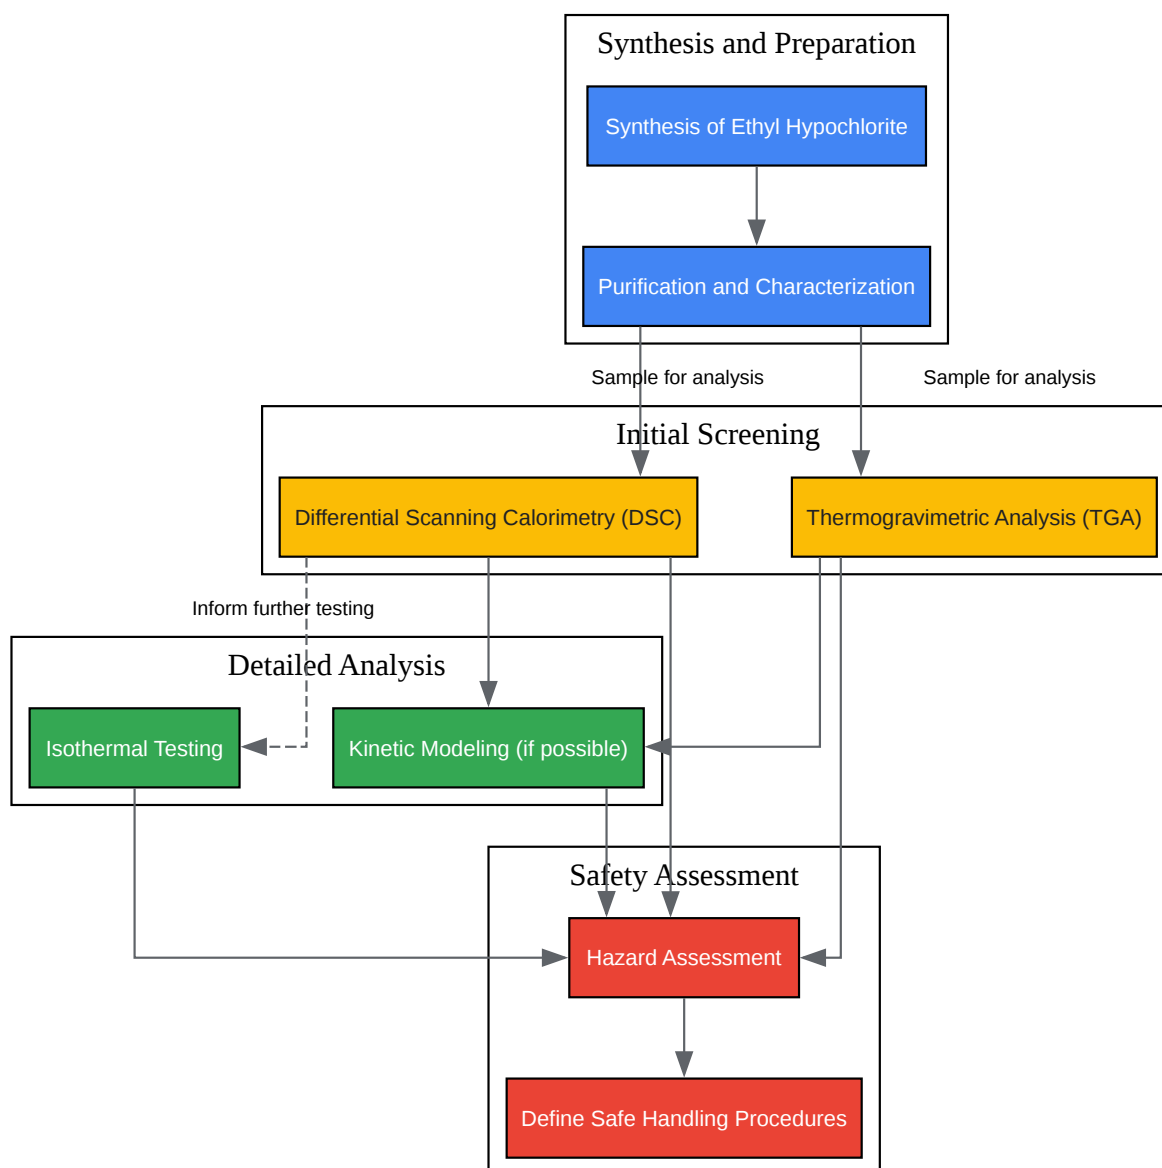 Synthesis and Preparation
Synthesis of Ethyl Hypochlorite
Purification and Characterization
Sample for analysis
Sample for analysis
Initial Screening
Differential Scanning Calorimetry (DSC)
Thermogravimetric Analysis (TGA)
Inform further testing
Detailed Analysis
Isothermal Testing
Kinetic Modeling (if possible)
Safety Assessment
Hazard Assessment
Define Safe Handling Procedures